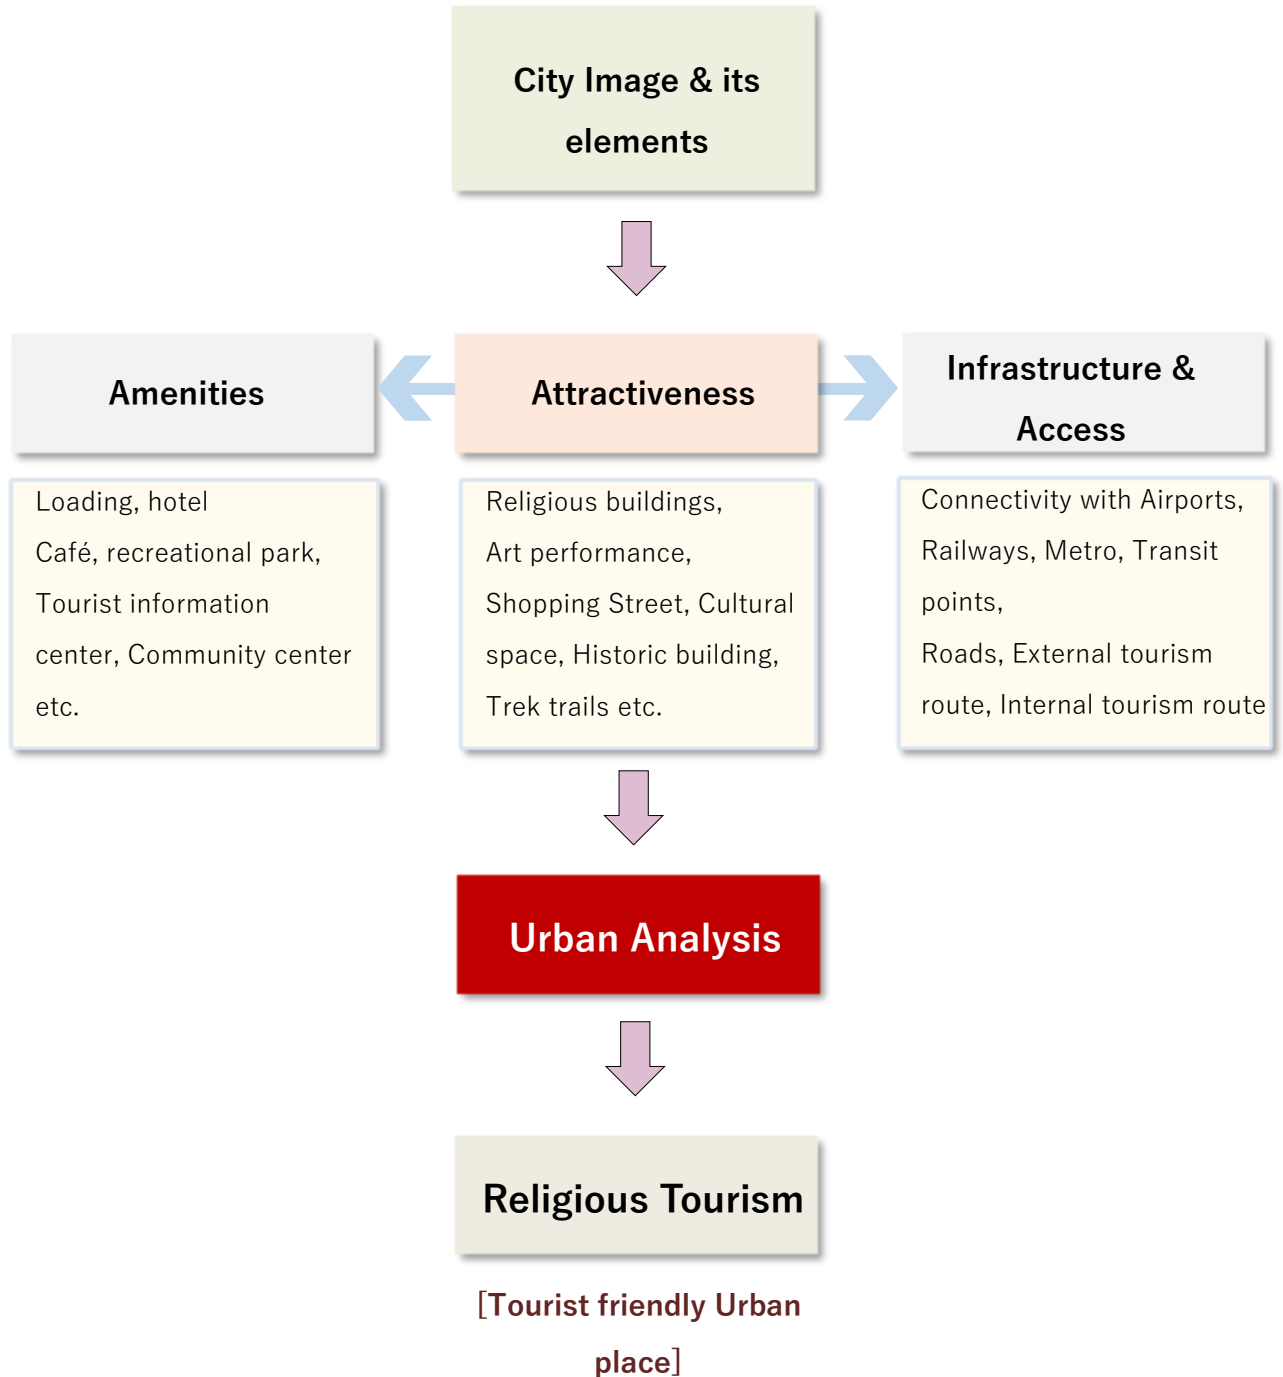 City Image & its
elements
Amenities
Attractiveness
Infrastructure &
Access
Loading, hotel
Café, recreational park,
Tourist information
center, Community center
etc.
Religious buildings,
Art performance,
Shopping Street, Cultural
space, Historic building,
Trek trails etc.
Connectivity with Airports,
Railways, Metro, Transit
points,
Roads, External tourism
route, Internal tourism route
Urban Analysis
Religious Tourism
[Tourist friendly Urban
place]